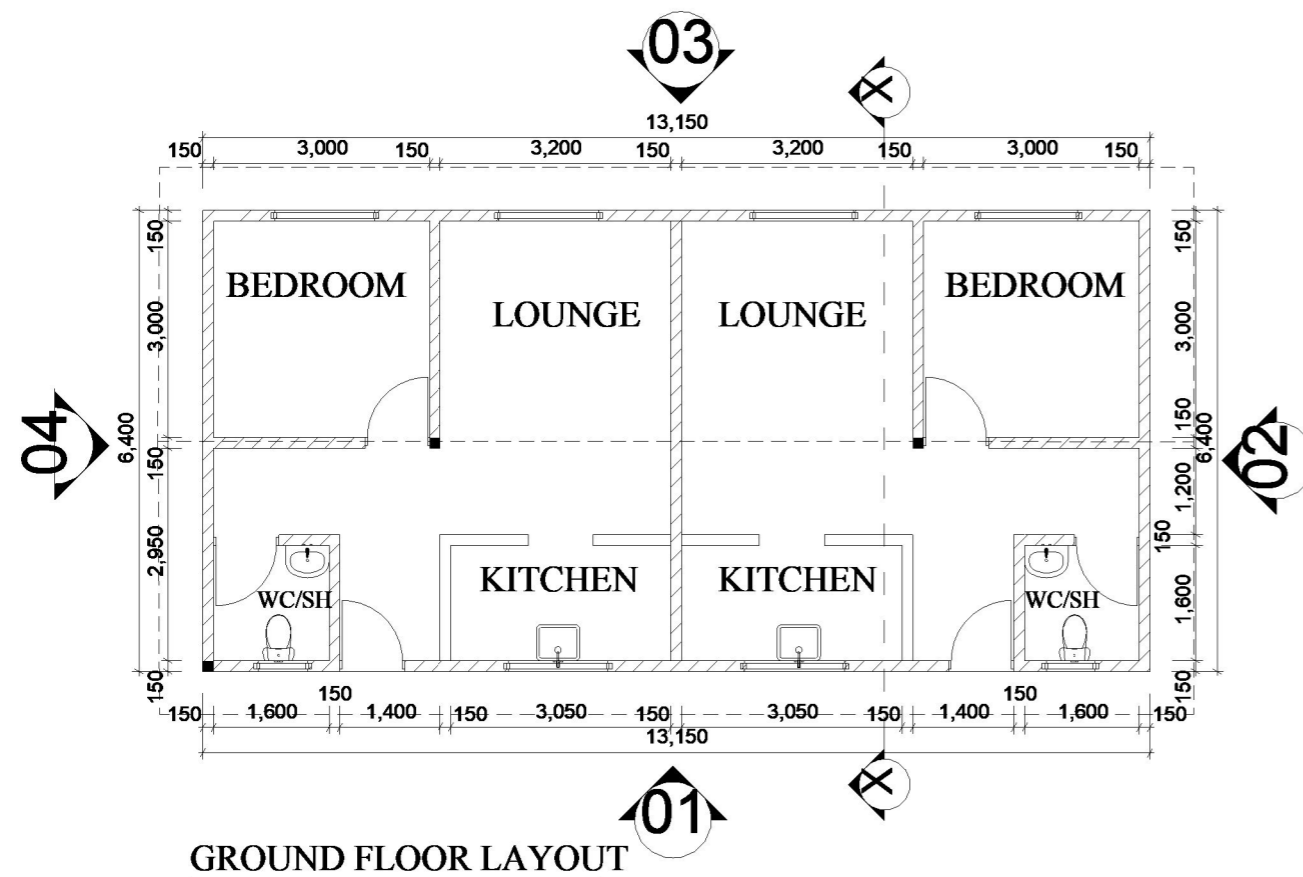 03
X
13,150
150 3,000 150 3,200 150 3,200 150 3,000 150
150 150
BEDROOM LOUNGE LOUNGE BEDROOM
3,000 3,000
04 6,400 150 150 6,400 02
1,200
2,950 150
KITCHEN KITCHEN
WC/SH WC/SH
1,600
150 150
150 150
150 1,600 1,400 150 3,050 150 3,050 150 1,400 1,600 150
13,150
X
01
GROUND FLOOR LAYOUT